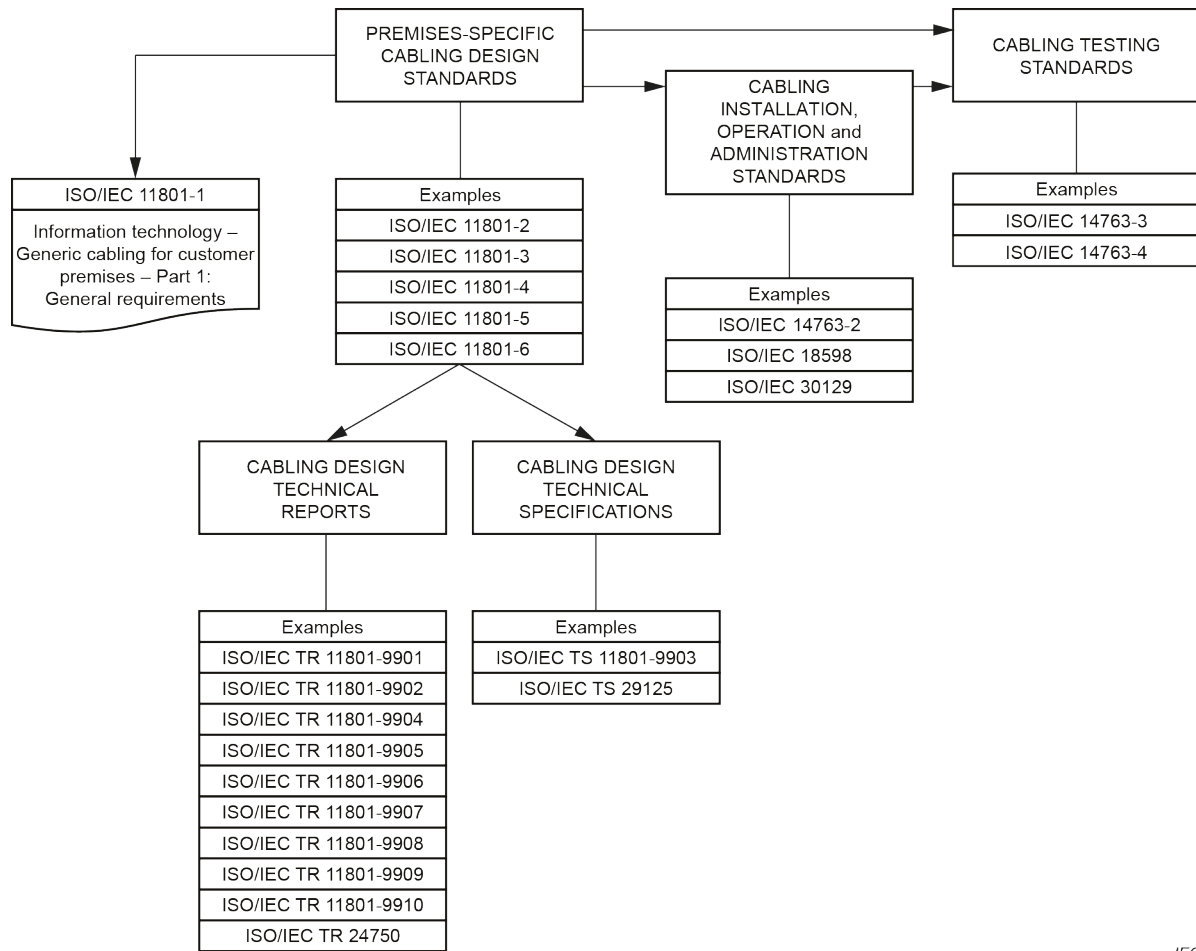 PREMISES-SPECIFIC
CABLING DESIGN
STANDARDS
CABLING TESTING
STANDARDS
CABLING
INSTALLATION,
OPERATION and
ADMINISTRATION
STANDARDS
ISO/IEC 11801-1
Information technology –
Generic cabling for customer
premises – Part 1:
General requirements
Examples
ISO/IEC 11801-2
ISO/IEC 11801-3
ISO/IEC 11801-4
ISO/IEC 11801-5
ISO/IEC 11801-6
Examples
ISO/IEC 14763-3
ISO/IEC 14763-4
Examples
ISO/IEC 14763-2
ISO/IEC 18598
ISO/IEC 30129
CABLING DESIGN
TECHNICAL
REPORTS
CABLING DESIGN
TECHNICAL
SPECIFICATIONS
Examples
ISO/IEC TR 11801-9901
ISO/IEC TR 11801-9902
ISO/IEC TR 11801-9904
ISO/IEC TR 11801-9905
ISO/IEC TR 11801-9906
ISO/IEC TR 11801-9907
ISO/IEC TR 11801-9908
ISO/IEC TR 11801-9909
ISO/IEC TR 11801-9910
ISO/IEC TR 24750
Examples
ISO/IEC TS 11801-9903
ISO/IEC TS 29125